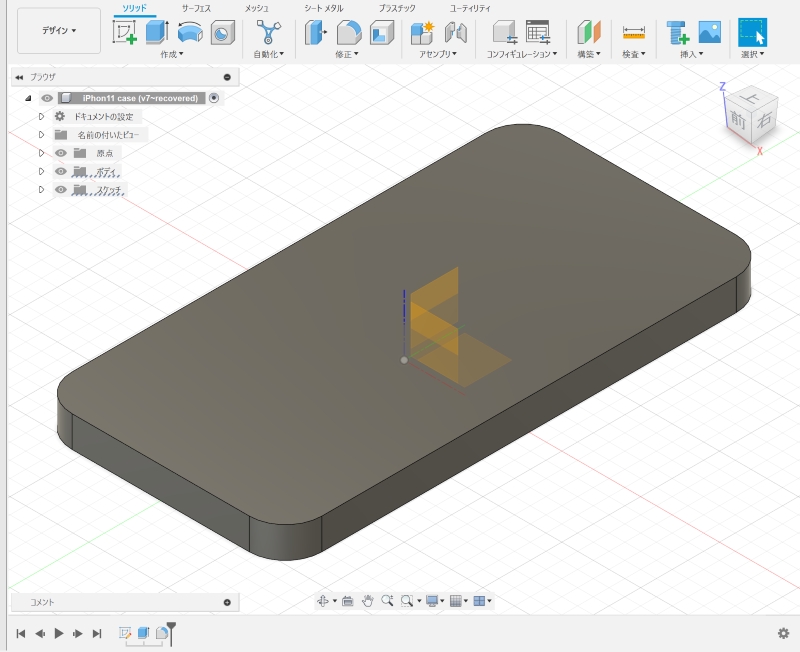 ソリッド サーフェス メッシュ シート メタル プラスチック ユーティリティ
デザイン
作成 自動化 修正 アセンブリ コンフィギュレーション 構築 検査 挿入 選択
ブラウザ
iPhon11 case (v7~recovered)
ドキュメントの設定
名前の付いたビュー
原点
ボディ
スケッチ
Z
上
前 右
X
コメント